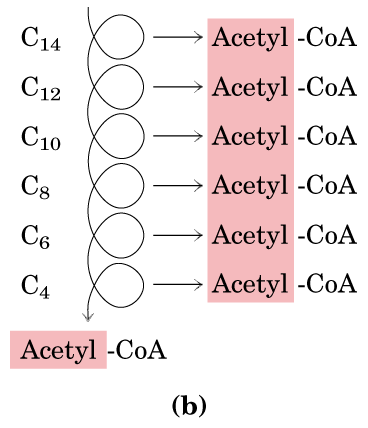 C₁₄ Acetyl -CoA
C₁₂ Acetyl -CoA
C₁₀ Acetyl -CoA
C₈ Acetyl -CoA
C₆ Acetyl -CoA
C₄ Acetyl -CoA
Acetyl -CoA
(b)